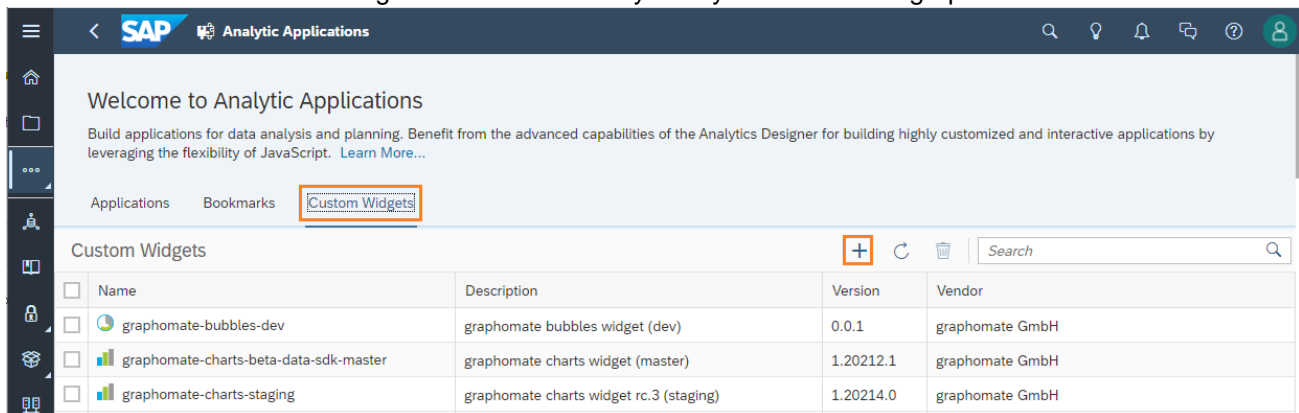 SAP Analytic Applications
Welcome to Analytic Applications
Build applications for data analysis and planning. Benefit from the advanced capabilities of the Analytics Designer for building highly customized and interactive applications by
leveraging the flexibility of JavaScript. Learn More...
Applications Bookmarks Custom Widgets
Custom Widgets Search
Name Description Version Vendor
graphomate-bubbles-dev graphomate bubbles widget (dev) 0.0.1 graphomate GmbH
graphomate-charts-beta-data-sdk-master graphomate charts widget (master) 1.20212.1 graphomate GmbH
graphomate-charts-staging graphomate charts widget rc.3 (staging) 1.20214.0 graphomate GmbH